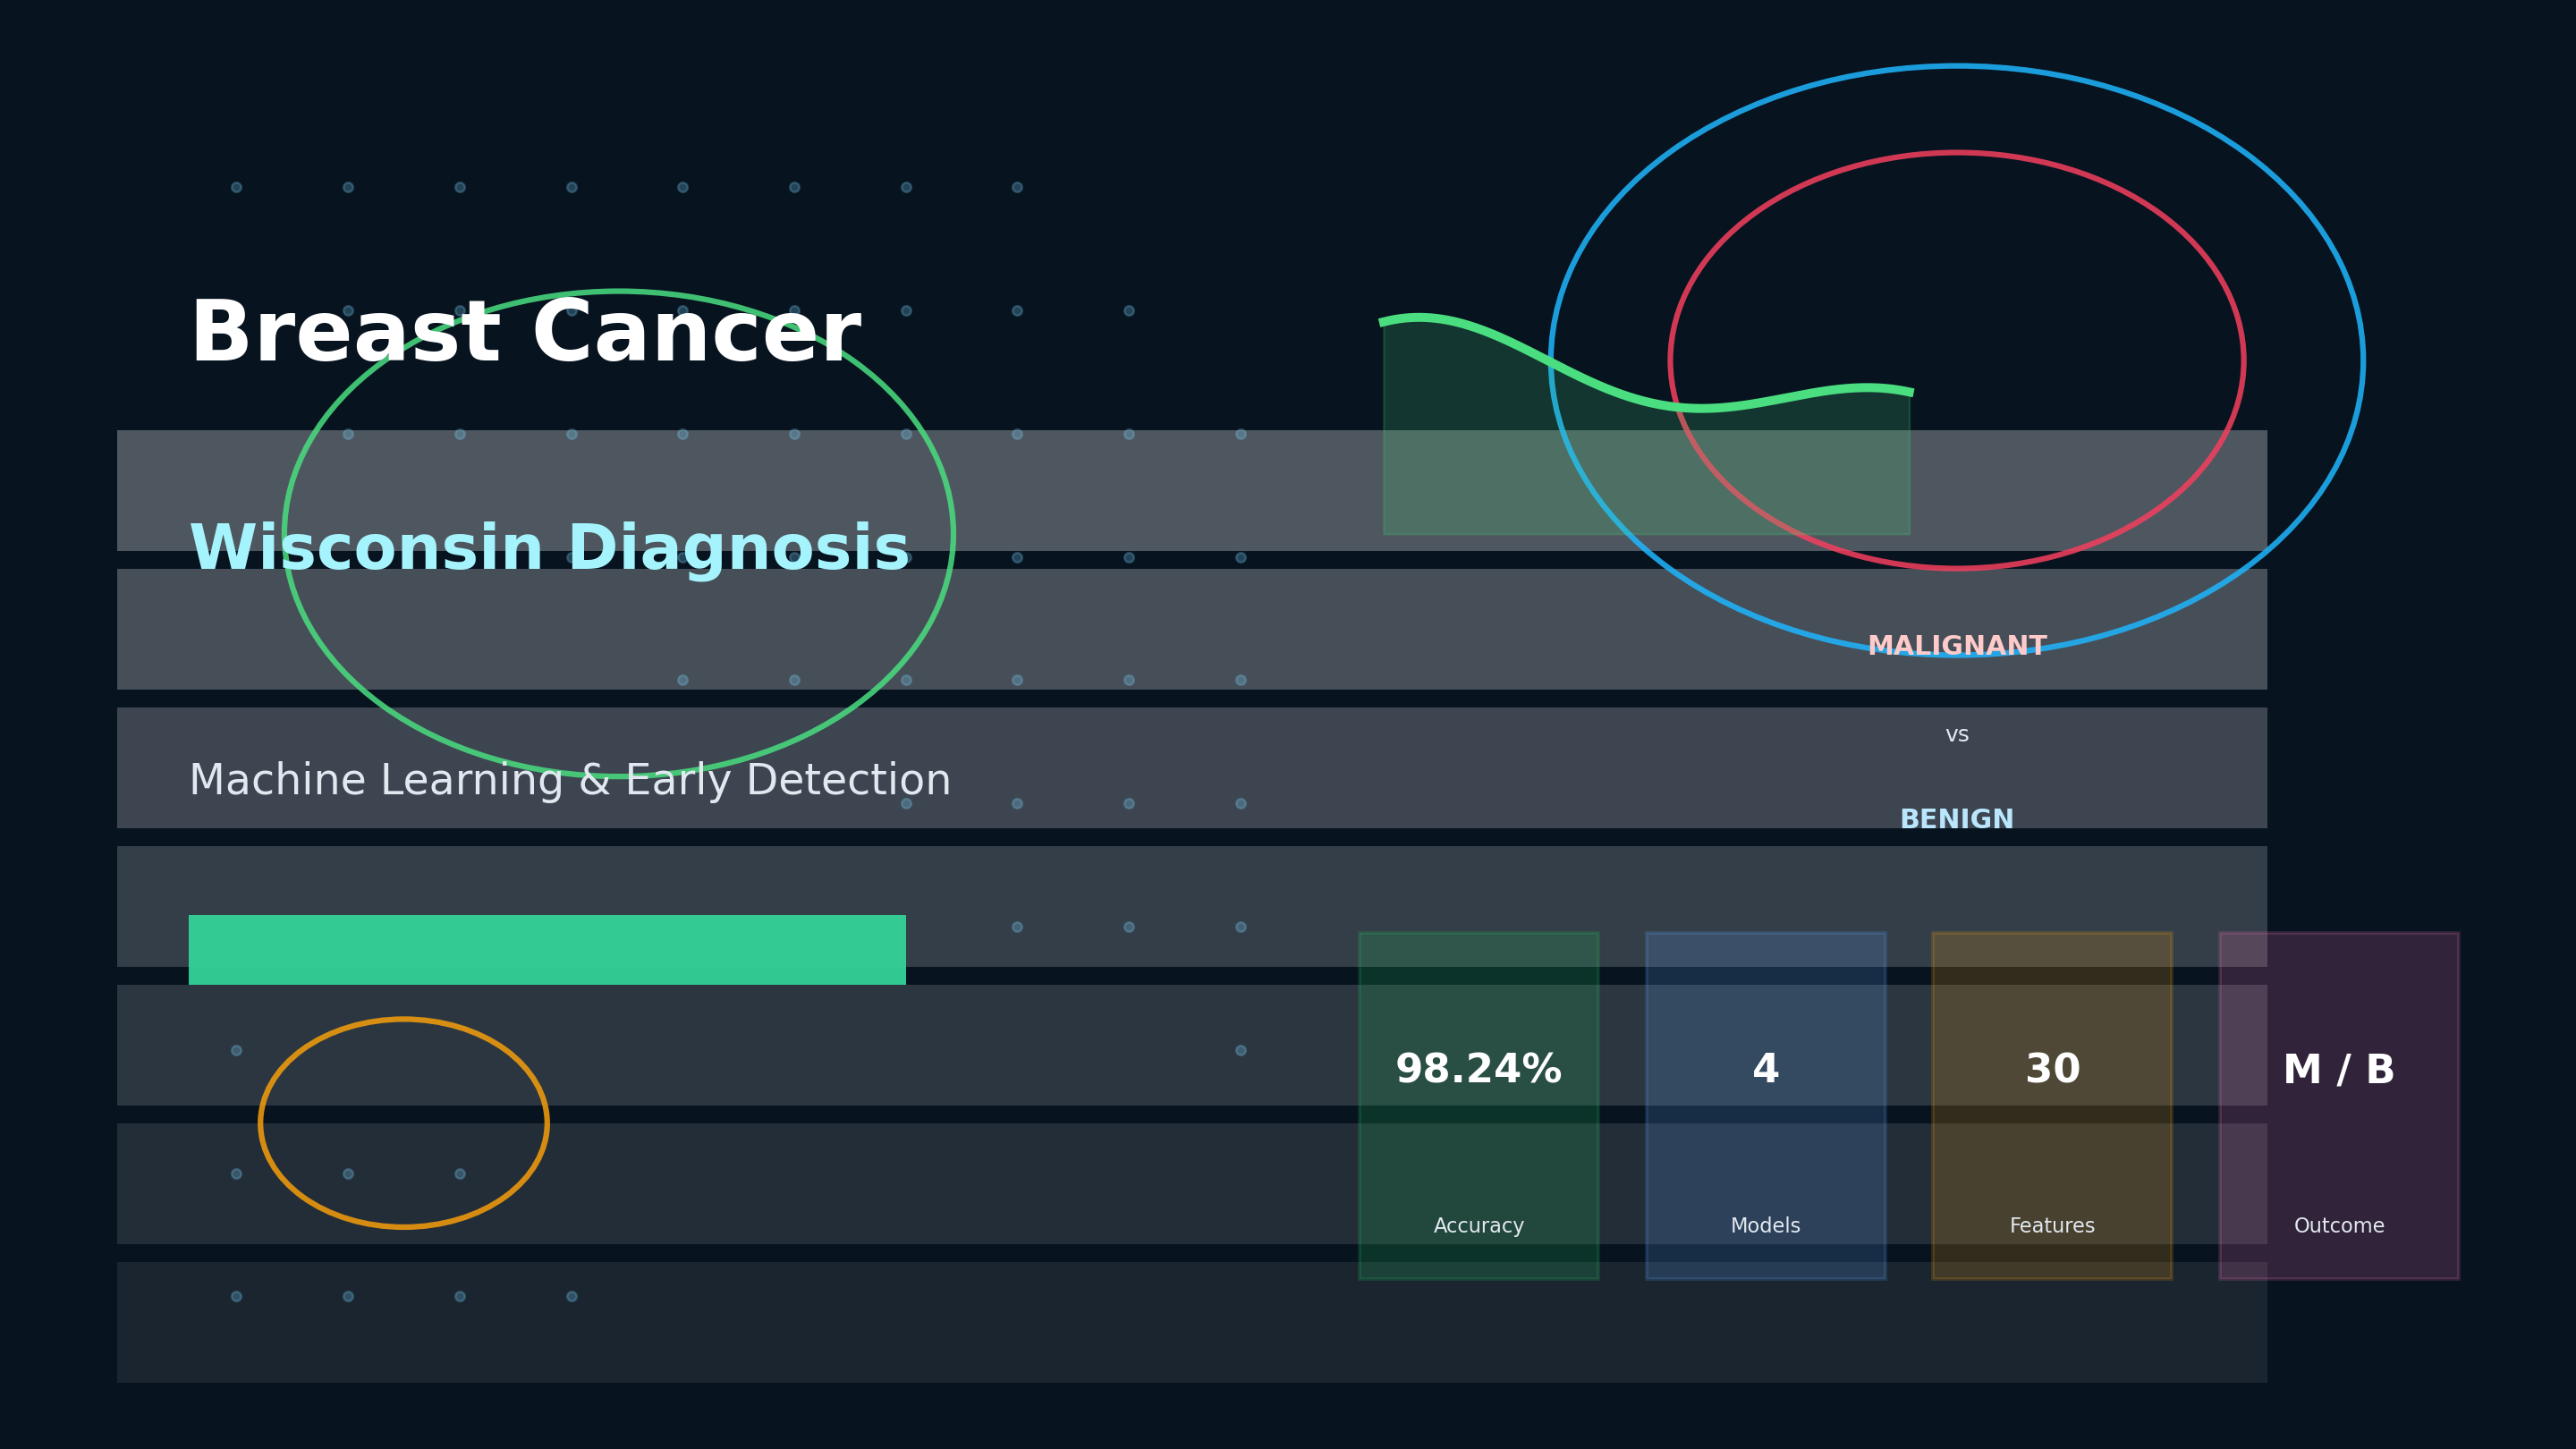 Breast Cancer
Wisconsin Diagnosis
Machine Learning & Early Detection
MALIGNANT
vs
BENIGN
98.24%
Accuracy
4
Models
30
Features
M / B
Outcome